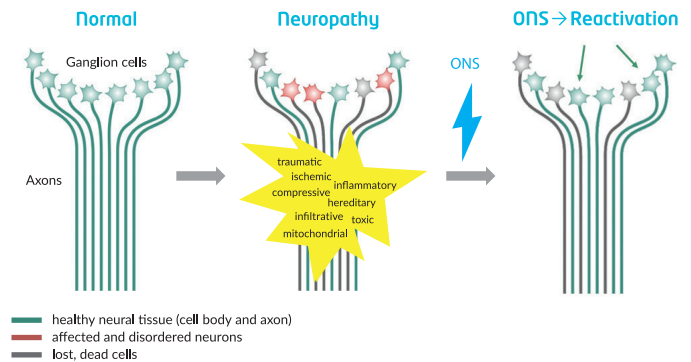 Normal
Neuropathy
ONS → Reactivation
Ganglion cells
ONS
Axons
traumatic
ischemic
compressive
inflammatory
hereditary
infiltrative
toxic
mitochondrial
healthy neural tissue (cell body and axon)
affected and disordered neurons
lost, dead cells